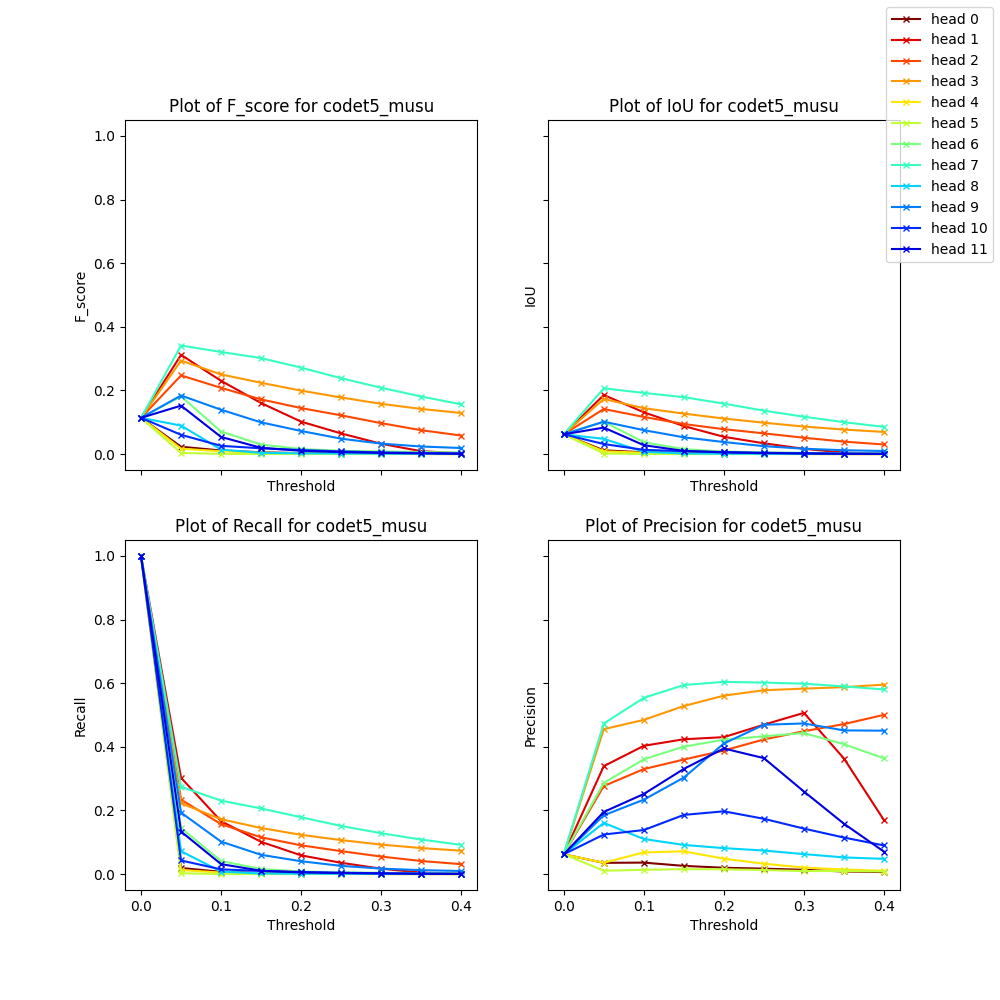 head 0
head 1
head 2
head 3
head 4
head 5
head 6
head 7
head 8
head 9
head 10
head 11
Plot of F_score for codet5_musu
1.0
0.8
0.6
0.4
0.2
0.0
F_score
Threshold
Plot of IoU for codet5_musu
IoU
Threshold
Plot of Recall for codet5_musu
1.0
0.8
0.6
0.4
0.2
0.0
Recall
0.0 0.1 0.2 0.3 0.4
Threshold
Plot of Precision for codet5_musu
Precision
0.0 0.1 0.2 0.3 0.4
Threshold